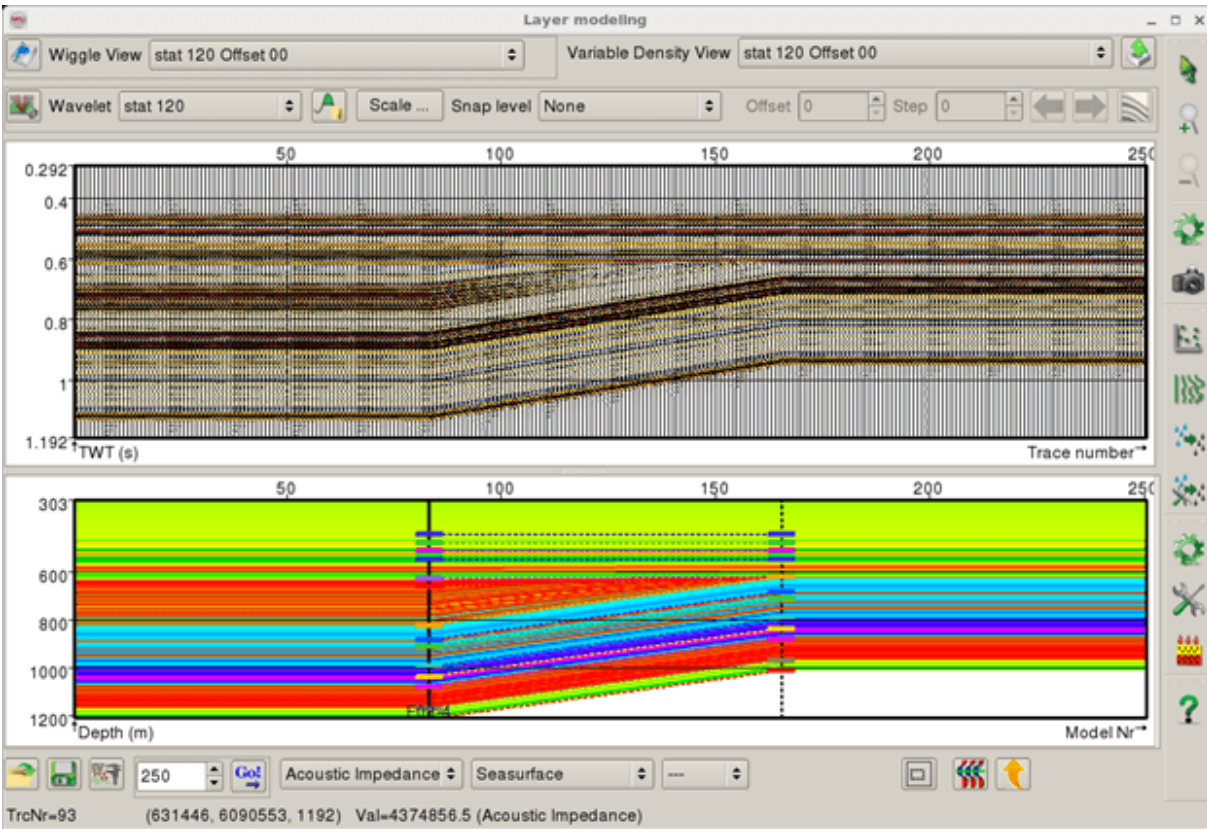 Layer modeling
Wiggle View stat 120 Offset 00 Variable Density View stat 120 Offset 00
Wavelet stat 120 Scale ... Snap level None Offset 0 Step 0
50 100 150 200 250
0.292
0.4
0.6
0.8
1
1.192
TWT (s) Trace number
50 100 150 200 250
303
600
800
1000
1200
Depth (m) Model Nr
250 Go! Acoustic Impedance Seasurface ---
TrcNr=93 (631446, 6090553, 1192) Val=4374856.5 (Acoustic Impedance)